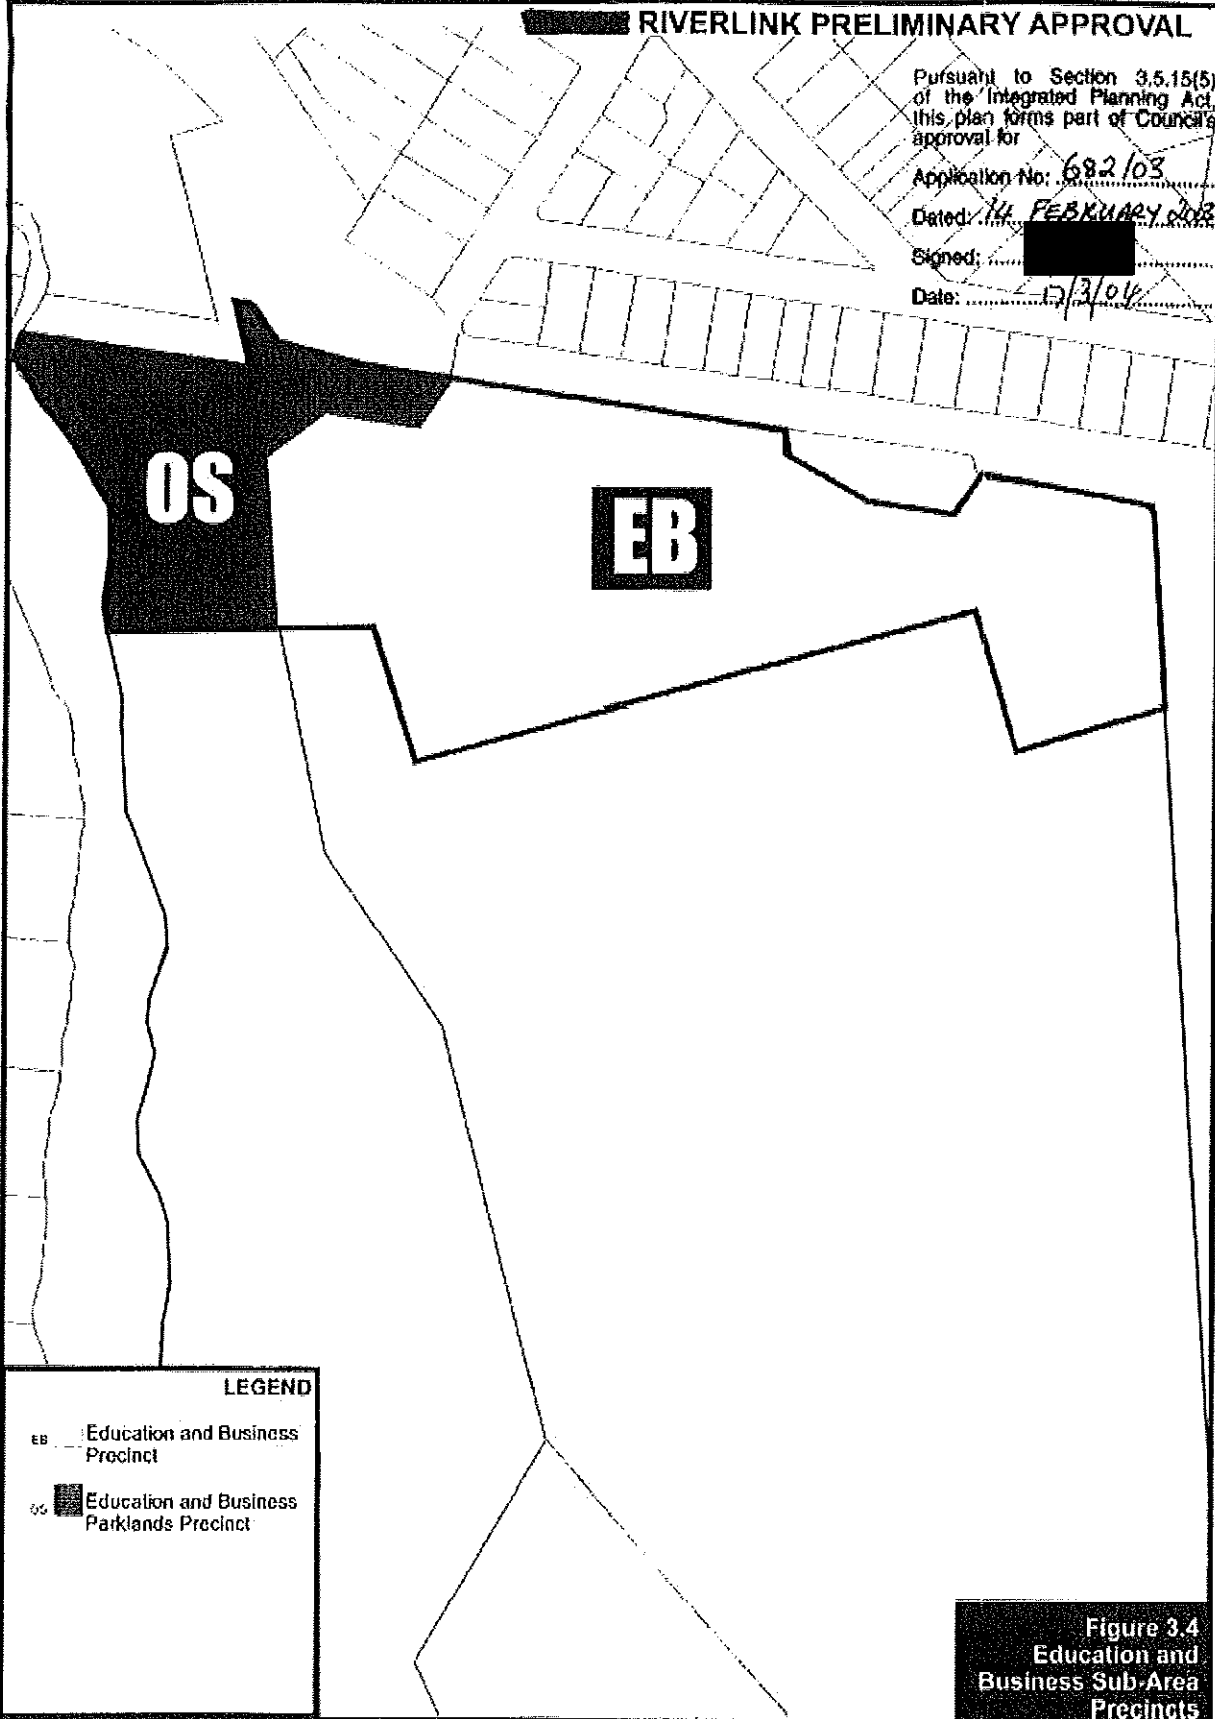 RIVERLINK PRELIMINARY APPROVAL
Pursuant to Section 3.5.15(5)
of the Integrated Planning Act,
this plan forms part of Council's
approval for
Application No: 682/03
Dated: 14 FEBRUARY 2003
Signed:
Date: 17/3/04
OS
EB
LEGEND
EB Education and Business
Precinct
OS Education and Business
Parklands Precinct
Figure 3.4
Education and
Business Sub-Area
Precincts